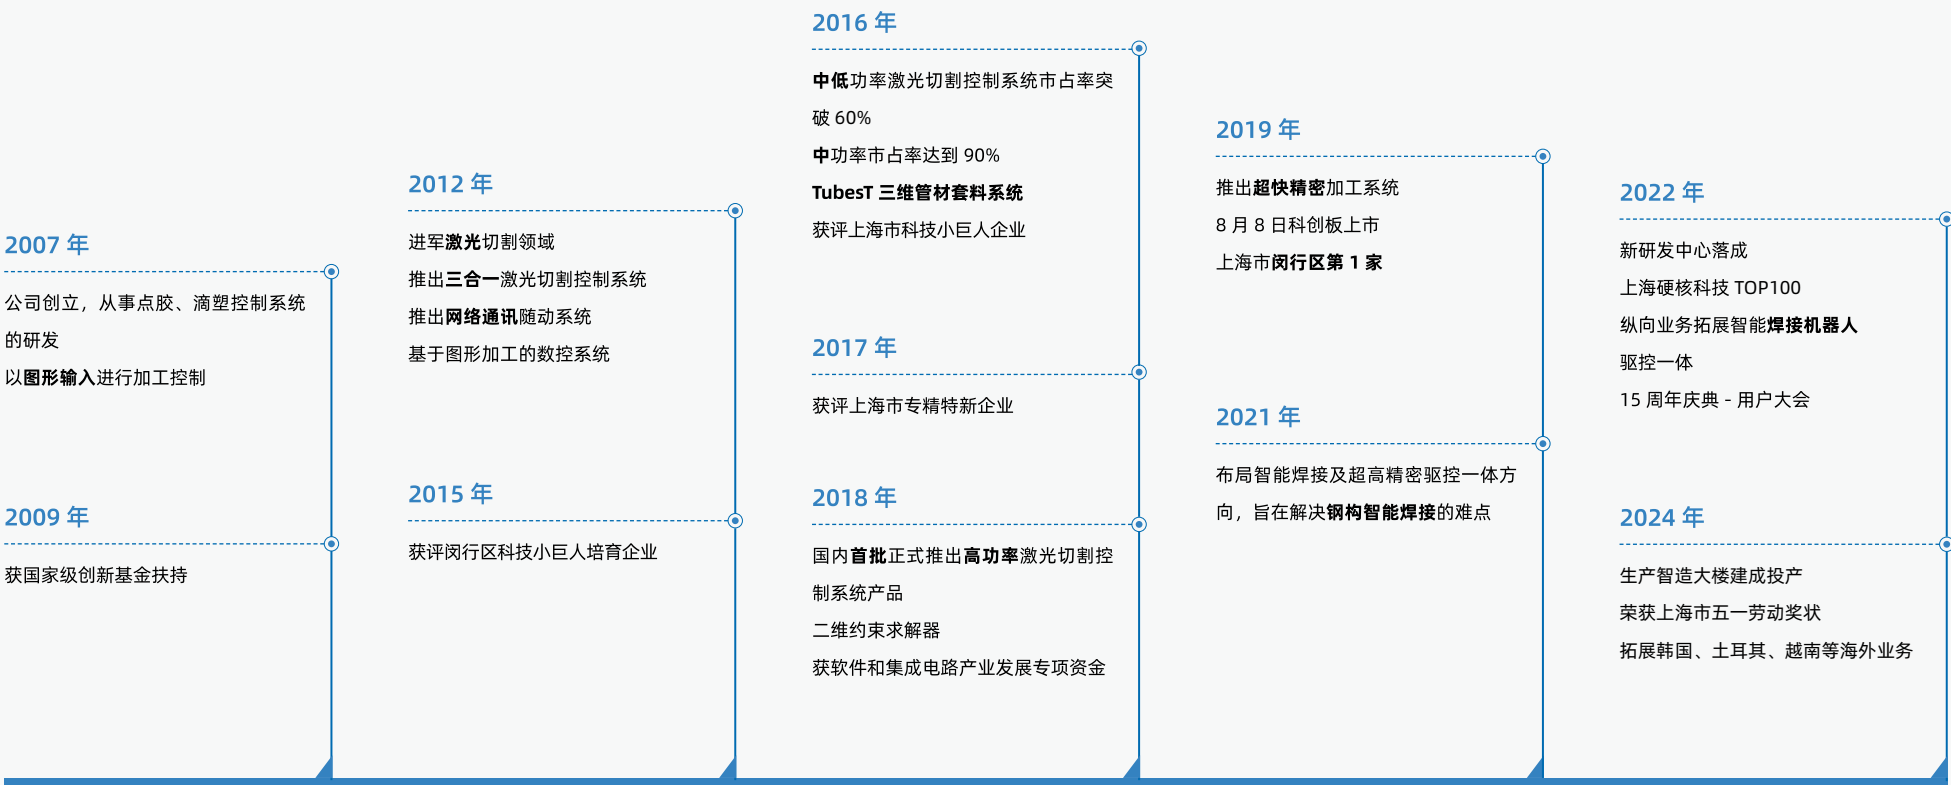 2007 年
公司创立，从事点胶、滴塑控制系统
的研发
以图形输入进行加工控制
2009 年
获国家级创新基金扶持
2012 年
进军激光切割领域
推出三合一激光切割控制系统
推出网络通讯随动系统
基于图形加工的数控系统
2015 年
获评闵行区科技小巨人培育企业
2016 年
中低功率激光切割控制系统市占率突
破 60%
中功率市占率达到 90%
TubesT 三维管材套料系统
获评上海市科技小巨人企业
2017 年
获评上海市专精特新企业
2018 年
国内首批正式推出高功率激光切割控
制系统产品
二维约束求解器
获软件和集成电路产业发展专项资金
2019 年
推出超快精密加工系统
8 月 8 日科创板上市
上海市闵行区第 1 家
2021 年
布局智能焊接及超高精密驱控一体方
向，旨在解决钢构智能焊接的难点
2022 年
新研发中心落成
上海硬核科技 TOP100
纵向业务拓展智能焊接机器人
驱控一体
15 周年庆典 - 用户大会
2024 年
生产智造大楼建成投产
荣获上海市五一劳动奖状
拓展韩国、土耳其、越南等海外业务